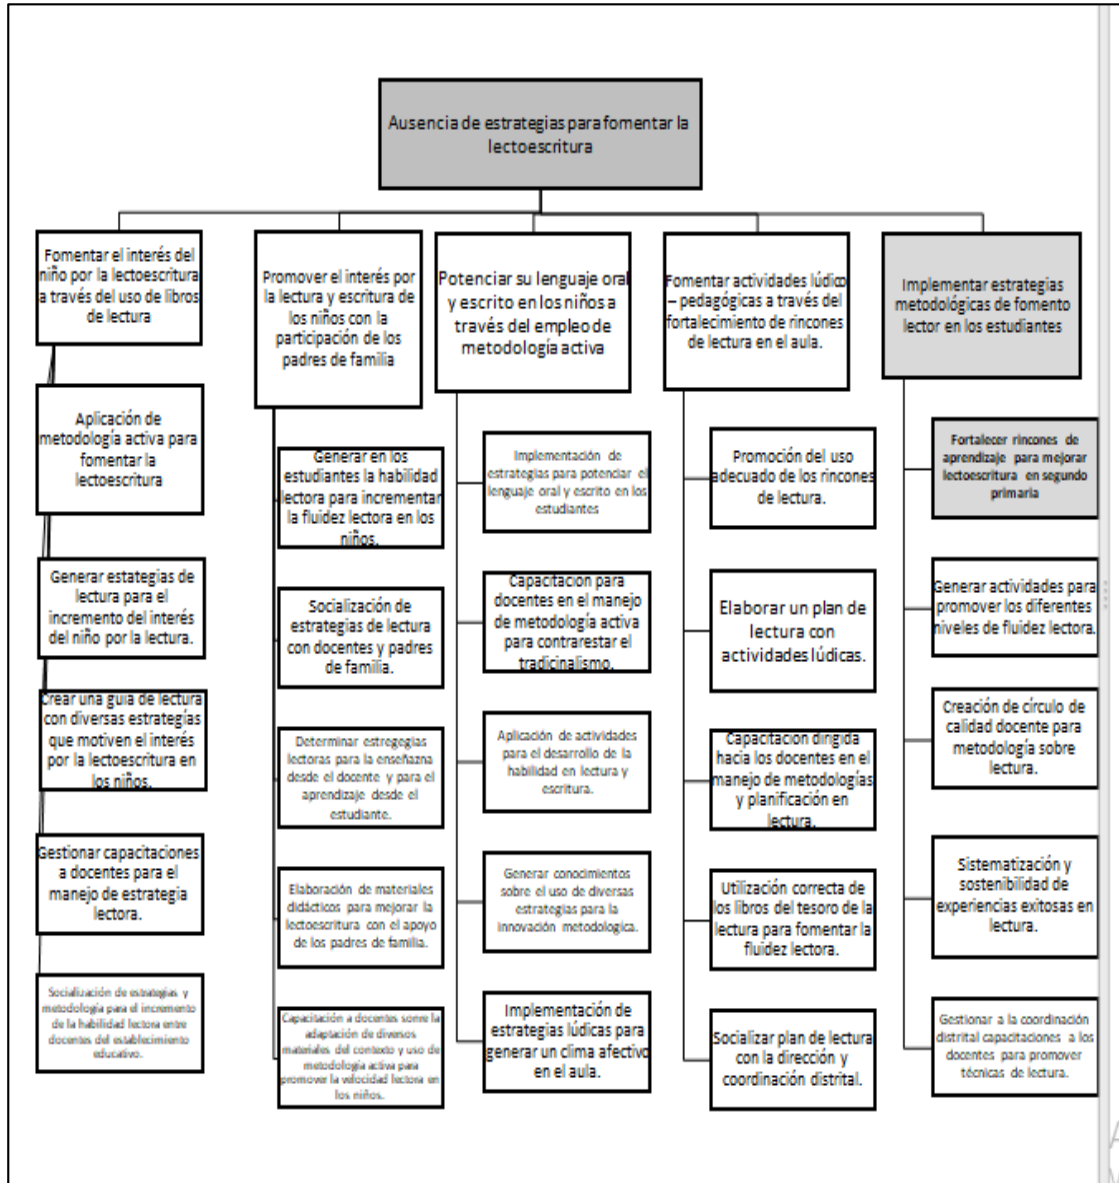 Ausencia de estrategias para fomentar la
lectoescritura
Fomentar el interés del
niño por la lectoescritura
a través del uso de libros
de lectura
Aplicación de
metodología activa para
fomentar la
lectoescritura
Generar estategias de
lectura para el
incremento del interés
del niño por la lectura.
Crear una guía de lectura
con diversas estrategías
que motiven el interés
por la lectoescritura en
los niños.
Gestionar capacitaciones
a docentes para el
manejo de estrategia
lectora.
Socialización de estrategias y
metodología para el incremento
de la habilidad lectora entre
docentes del establecimiento
educativo.
Promover el interés por
la lectura y escritura de
los niños con la
participación de los
padres de familia
Generar en los
estudiantes la habilidad
lectora para incrementar
la fluidez lectora en los
niños.
Socialización de
estrategias de lectura
con docentes y padres
de familia.
Determinar estregegias
lectoras para la enseñazna
desde el docente y para el
aprendizaje desde el
estudiante.
Elaboración de materiales
didácticos para mejorar la
lectoescritura con el apoyo
de los padres de familia.
Capacitación a docentes sonre la
adaptación de diversos
materiales del contexto y uso de
metodología activa para
promover la velocidad lectora en
los niños.
Potenciar su lenguaje oral
y escrito en los niños a
través del empleo de
metodología activa
Implementación de
estrategias para potenciar el
lenguaje oral y escrito en los
estudiantes
Capacitación para
docentes en el manejo
de metodología activa
para contrarestar el
tradicinalismo.
Aplicación de actividades
para el desarrollo de la
habilidad en lectura y
escritura.
Generar conocimientos
sobre el uso de diversas
estrategias para la
innovación metodologica.
Implementación de
estrategias lúdicas para
generar un clima afectivo
en el aula.
Fomentar actividades lúdico
– pedagógicas a través del
fortalecimiento de rincones
de lectura en el aula.
Promoción del uso
adecuado de los rincones
de lectura.
Elaborar un plan de
lectura con
actividades lúdicas.
Capacitación dirigida
hacia los docentes en el
manejo de metodologías
y planificación en
lectura.
Utilización correcta de
los libros del tesoro de la
lectura para fomentar la
fluidez lectora.
Socializar plan de lectura
con la dirección y
coordinación distrital.
Implementar estrategias
metodológicas de fomento
lector en los estudiantes
Fortalecer rincones de
aprendizaje para mejorar
lectoescritura en segundo
primaria
Generar actividades para
promover los diferentes
niveles de fluidez lectora.
Creación de círculo de
calidad docente para
metodología sobre
lectura.
Sistematización y
sostenibilidad de
experiencias exitosas en
lectura.
Gestionar a la coordinación
distrital capacitaciones a los
docentes para promover
técnicas de lectura.